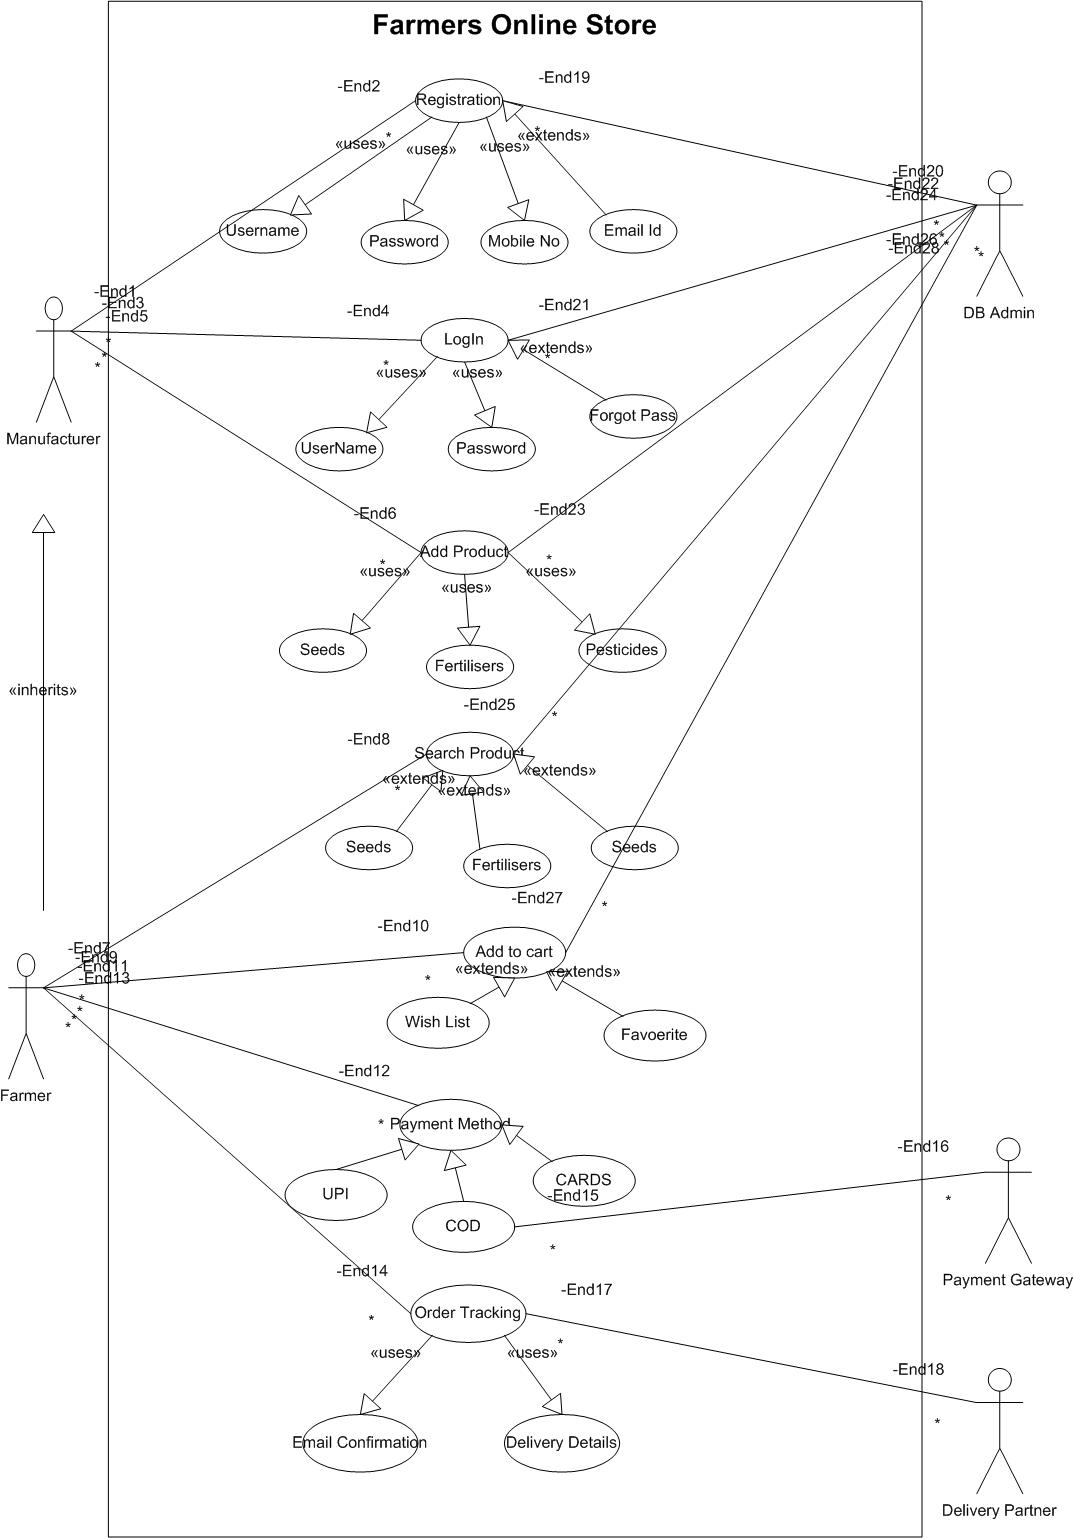 Farmers Online Store
-End2
-End19
Registration
«uses»
*
«uses»
«uses»
*
«extends»
-End20
-End22
-End24
Username
Password
Mobile No
Email Id
*
-End26
*
-End28
*
*
*
DB Admin
-End1
-End3
-End5
-End4
-End21
LogIn
*
*
*
*
«uses»
«uses»
«extends»
*
Forgot Pass
Manufacturer
UserName
Password
-End6
-End23
Add Product
*
«uses»
«uses»
*
«uses»
Seeds
Fertilisers
Pesticides
«inherits»
-End25
*
-End8
Search Product
«extends»
*
«extends»
«extends»
Seeds
Fertilisers
Seeds
-End27
*
-End10
-End7
-End9
-End11
-End13
Add to cart
«extends»
«extends»
*
*
*
*
*
Wish List
Favoerite
Farmer
-End12
* Payment Method
-End16
UPI
CARDS
-End15
*
COD
*
Payment Gateway
-End14
-End17
Order Tracking
*
«uses»
«uses»
*
-End18
*
Email Confirmation
Delivery Details
Delivery Partner